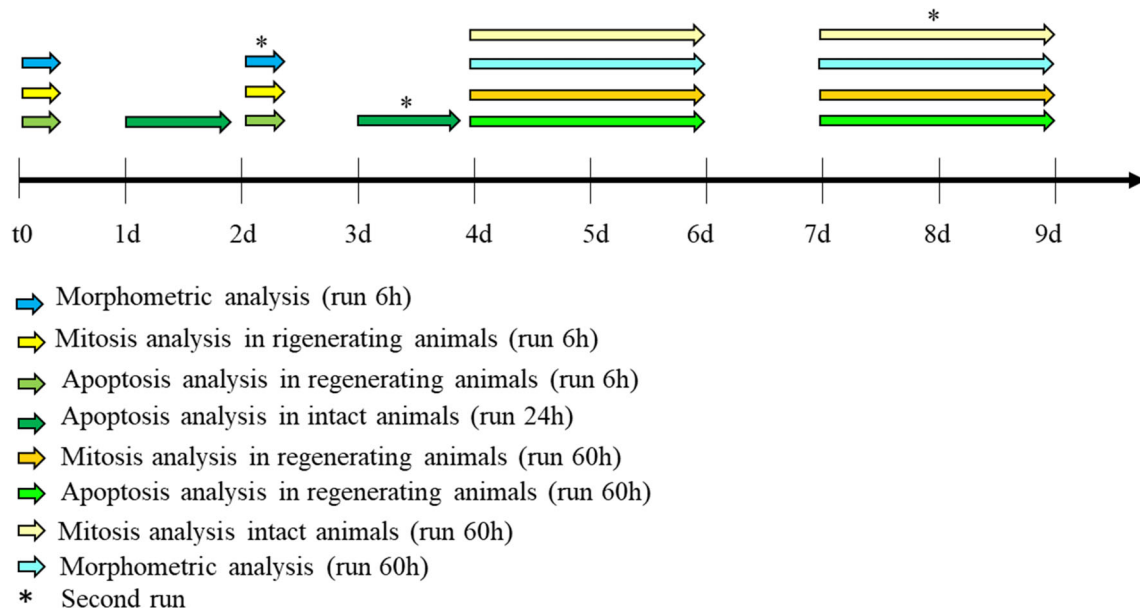 *
*
*
t0 1d 2d 3d 4d 5d 6d 7d 8d 9d
Morphometric analysis (run 6h)
Mitosis analysis in rigenerating animals (run 6h)
Apoptosis analysis in regenerating animals (run 6h)
Apoptosis analysis in intact animals (run 24h)
Mitosis analysis in regenerating animals (run 60h)
Apoptosis analysis in regenerating animals (run 60h)
Mitosis analysis intact animals (run 60h)
Morphometric analysis (run 60h)
* Second run